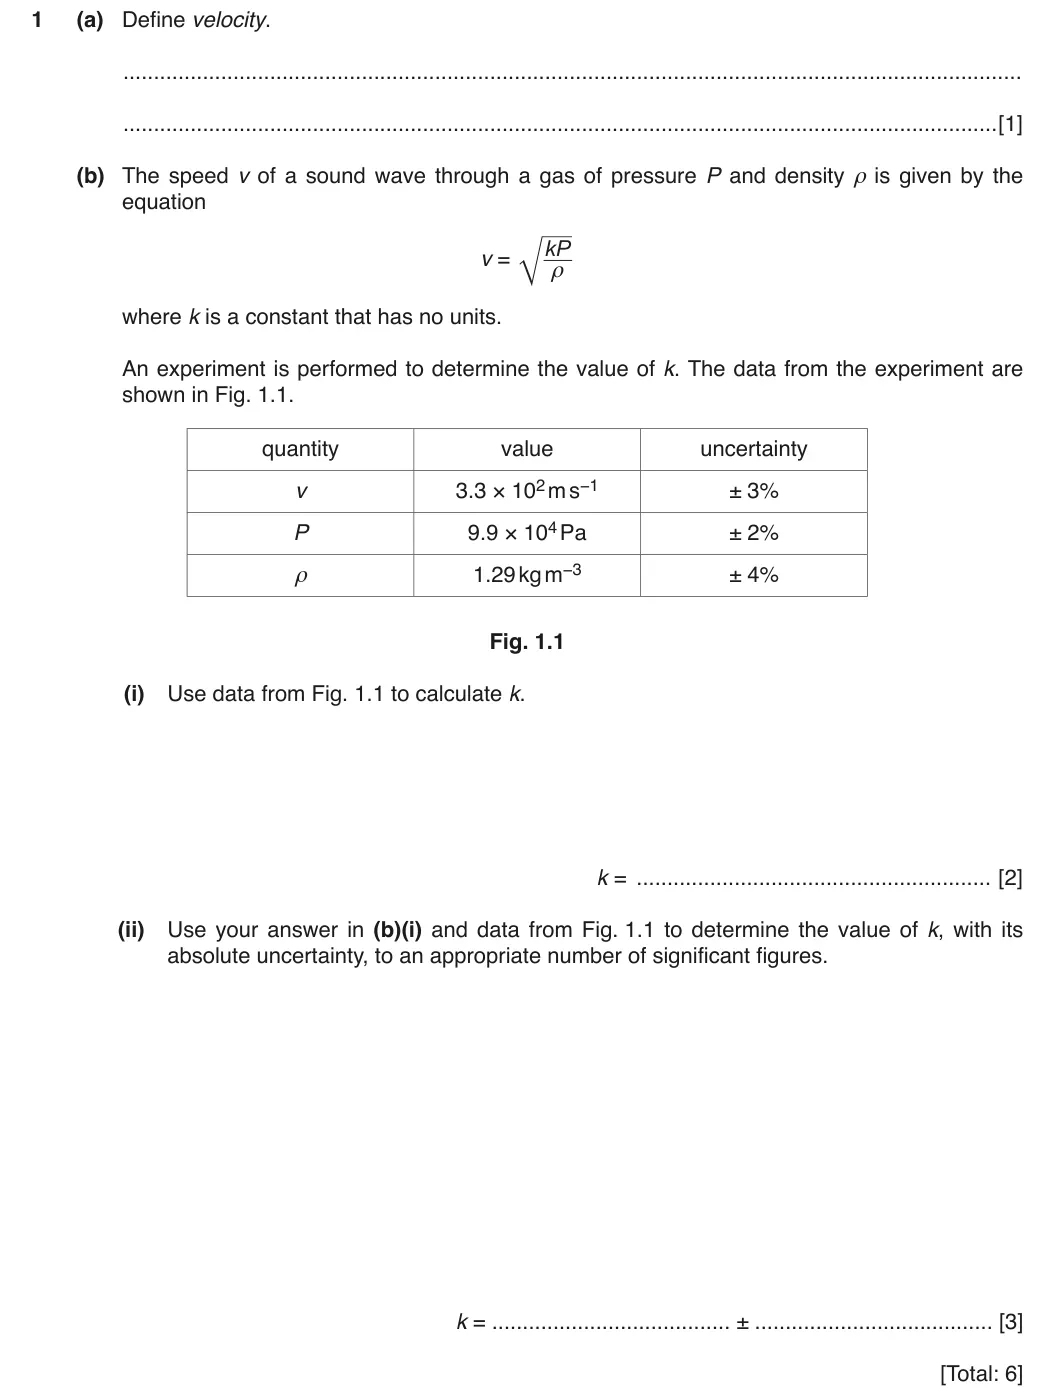 1 (a) Define velocity.
..................................................................................................................................................
..............................................................................................................................................[1]
(b) The speed v of a sound wave through a gas of pressure P and density ρ is given by the
equation
v = √(kP/ρ)
where k is a constant that has no units.
An experiment is performed to determine the value of k. The data from the experiment are
shown in Fig. 1.1.
quantity value uncertainty
v 3.3 × 10² m s⁻¹ ± 3%
P 9.9 × 10⁴ Pa ± 2%
ρ 1.29 kg m⁻³ ± 4%
Fig. 1.1
(i) Use data from Fig. 1.1 to calculate k.
k = .......................................................... [2]
(ii) Use your answer in (b)(i) and data from Fig. 1.1 to determine the value of k, with its
absolute uncertainty, to an appropriate number of significant figures.
k = ....................................... ± ....................................... [3]
[Total: 6]